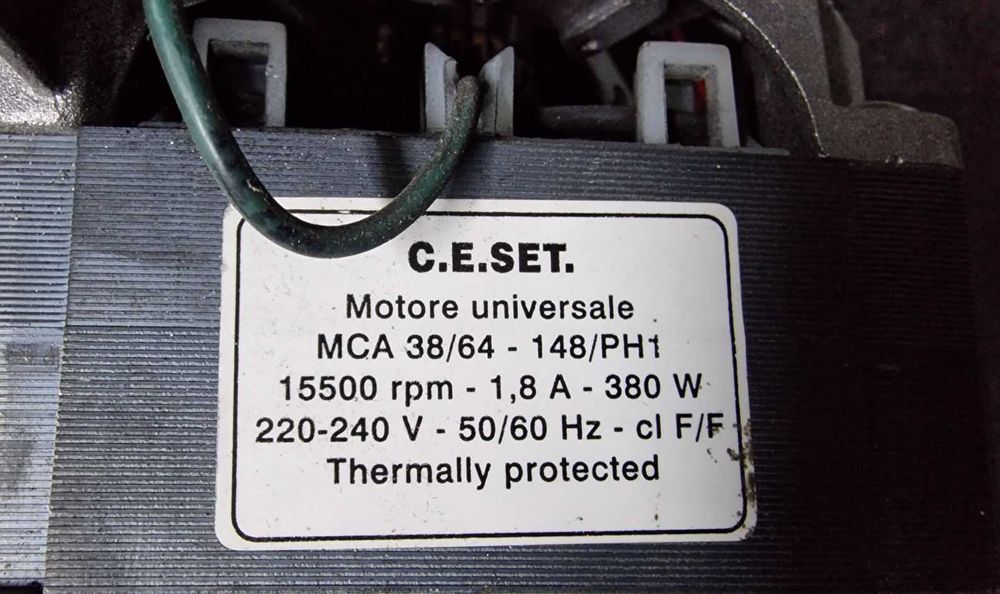 C.E.SET.
Motore universale
MCA 38/64 - 148/PH1
15500 rpm - 1,8 A - 380 W
220-240 V - 50/60 Hz - cl F/F
Thermally protected